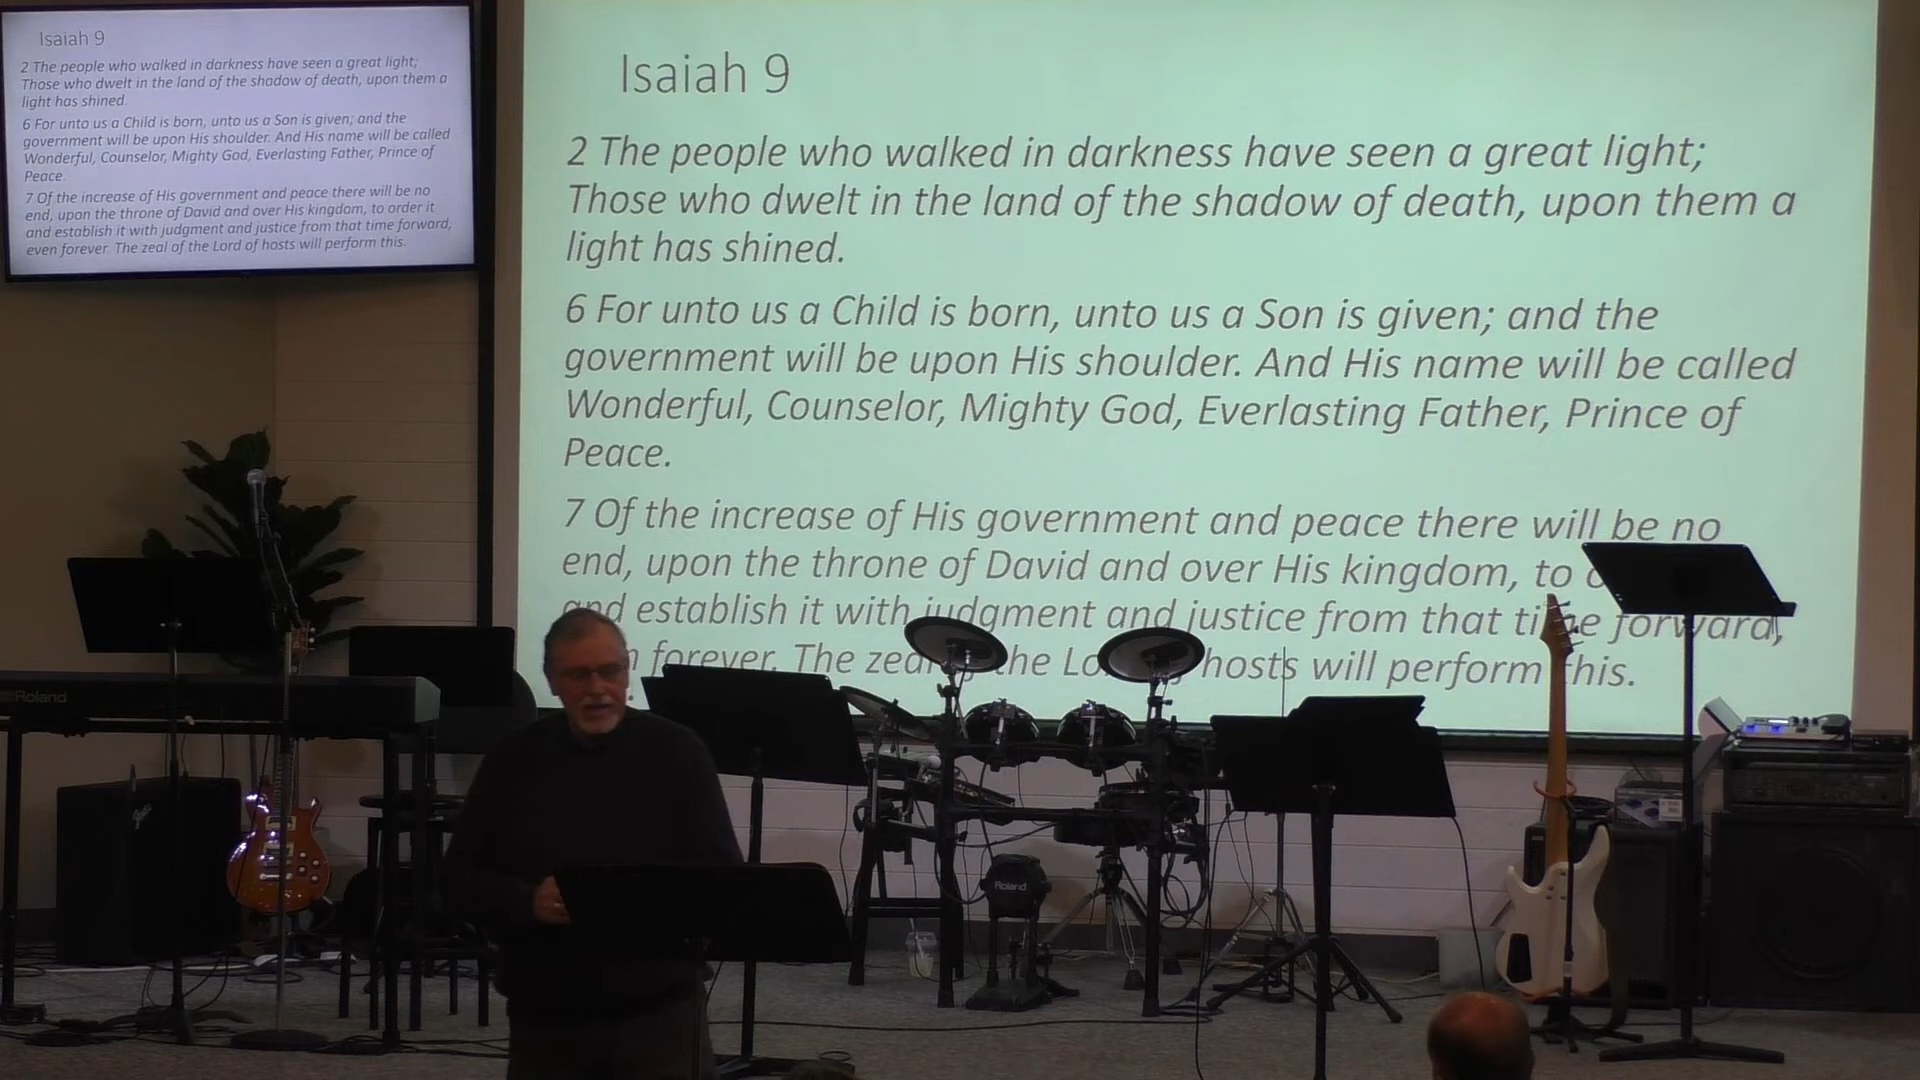 Isaiah 9
2 The people who walked in darkness have seen a great light;
Those who dwelt in the land of the shadow of death, upon them a
light has shined.
6 For unto us a Child is born, unto us a Son is given; and the
government will be upon His shoulder. And His name will be called
Wonderful, Counselor, Mighty God, Everlasting Father, Prince of
Peace.
7 Of the increase of His government and peace there will be no
end, upon the throne of David and over His kingdom, to order it
and establish it with judgment and justice from that time forward,
even forever. The zeal of the Lord of hosts will perform this.
Isaiah 9
2 The people who walked in darkness have seen a great light;
Those who dwelt in the land of the shadow of death, upon them a
light has shined.
6 For unto us a Child is born, unto us a Son is given; and the
government will be upon His shoulder. And His name will be called
Wonderful, Counselor, Mighty God, Everlasting Father, Prince of
Peace.
7 Of the increase of His government and peace there will be no
end, upon the throne of David and over His kingdom, to
and establish it with judgment and justice from that time forward,
forever. The zeal the hosts will perform this.
Roland
Roland